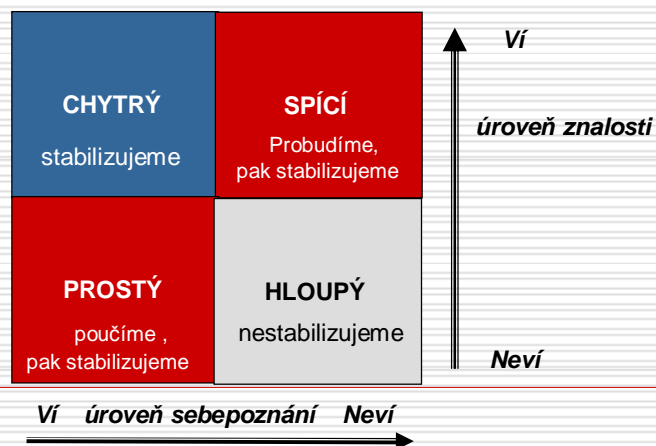 CHYTRÝ
stabilizujeme
SPÍCÍ
Probudíme,
pak stabilizujeme
PROSTÝ
poučíme ,
pak stabilizujeme
HLOUPÝ
nestabilizujeme
Ví
úroveň znalosti
Neví
Ví úroveň sebepoznání Neví